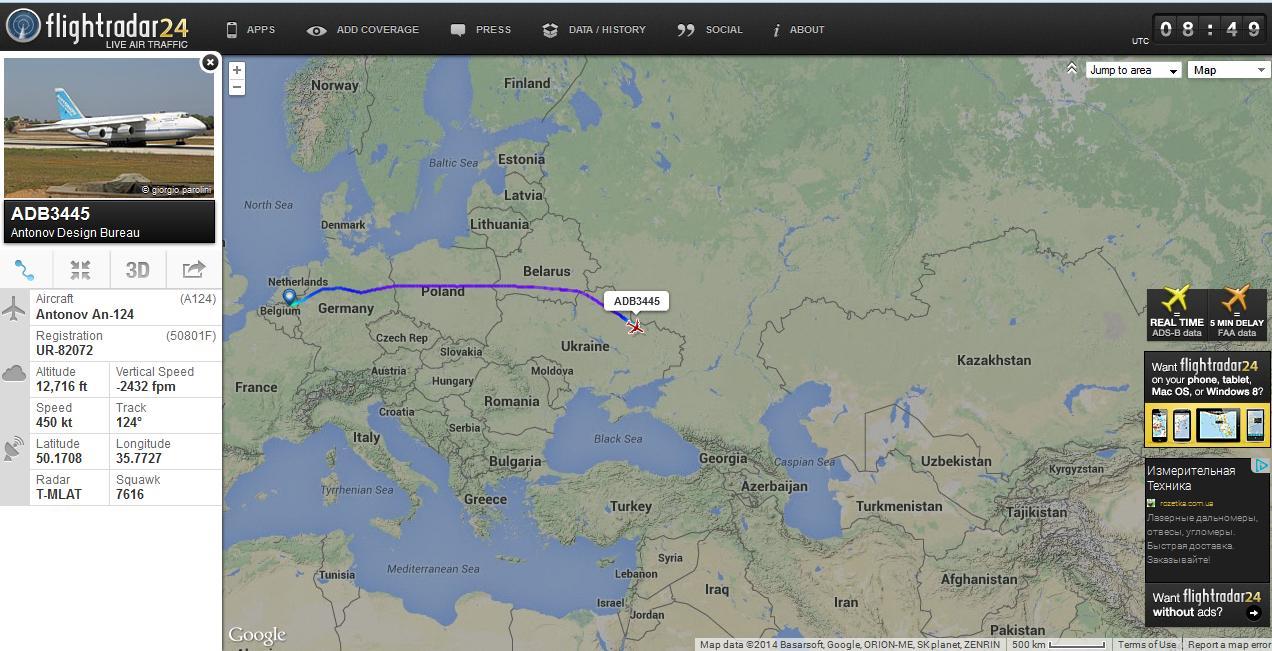 flightradar24
LIVE AIR TRAFFIC
APPS
ADD COVERAGE
PRESS
DATA / HISTORY
SOCIAL
ABOUT
UTC
08:49
© giorgio parolini
ADB3445
Antonov Design Bureau
3D
Aircraft (A124)
Antonov An-124
Registration (50801F)
UR-82072
Altitude Vertical Speed
12,716 ft -2432 fpm
Speed Track
450 kt 124°
Latitude Longitude
50.1708 35.7727
Radar Squawk
T-MLAT 7616
+
-
Jump to area
Map
Norway
Finland
Baltic Sea
Estonia
Latvia
North Sea
Denmark
Lithuania
Netherlands
Belarus
Belgium
Germany
Poland
ADB3445
Czech Rep
Ukraine
Slovakia
Kazakhstan
Austria
Moldova
France
Hungary
Romania
Croatia
Serbia
Italy
Black Sea
Bulgaria
Georgia
Caspian Sea
Uzbekistan
Kyrgyzstan
Tyrrhenian Sea
Azerbaijan
Greece
Turkey
Turkmenistan
Tajikistan
Syria
Tunisia
Mediterranean Sea
Lebanon
Afghanistan
Iraq
Israel
Iran
Jordan
Pakistan
REAL TIME
ADS-B data
5 MIN DELAY
FAA data
Want flightradar24
on your phone, tablet,
Mac OS, or Windows 8?
Измерительная
Техника
rozetka.com.ua
Лазерные дальномеры,
отвесы, угломеры.
Быстрая доставка.
Заказывайте!
Want flightradar24
without ads?
Google
Map data ©2014 Basarsoft, Google, ORION-ME, SK planet, ZENRIN
500 km
Terms of Use
Report a map error